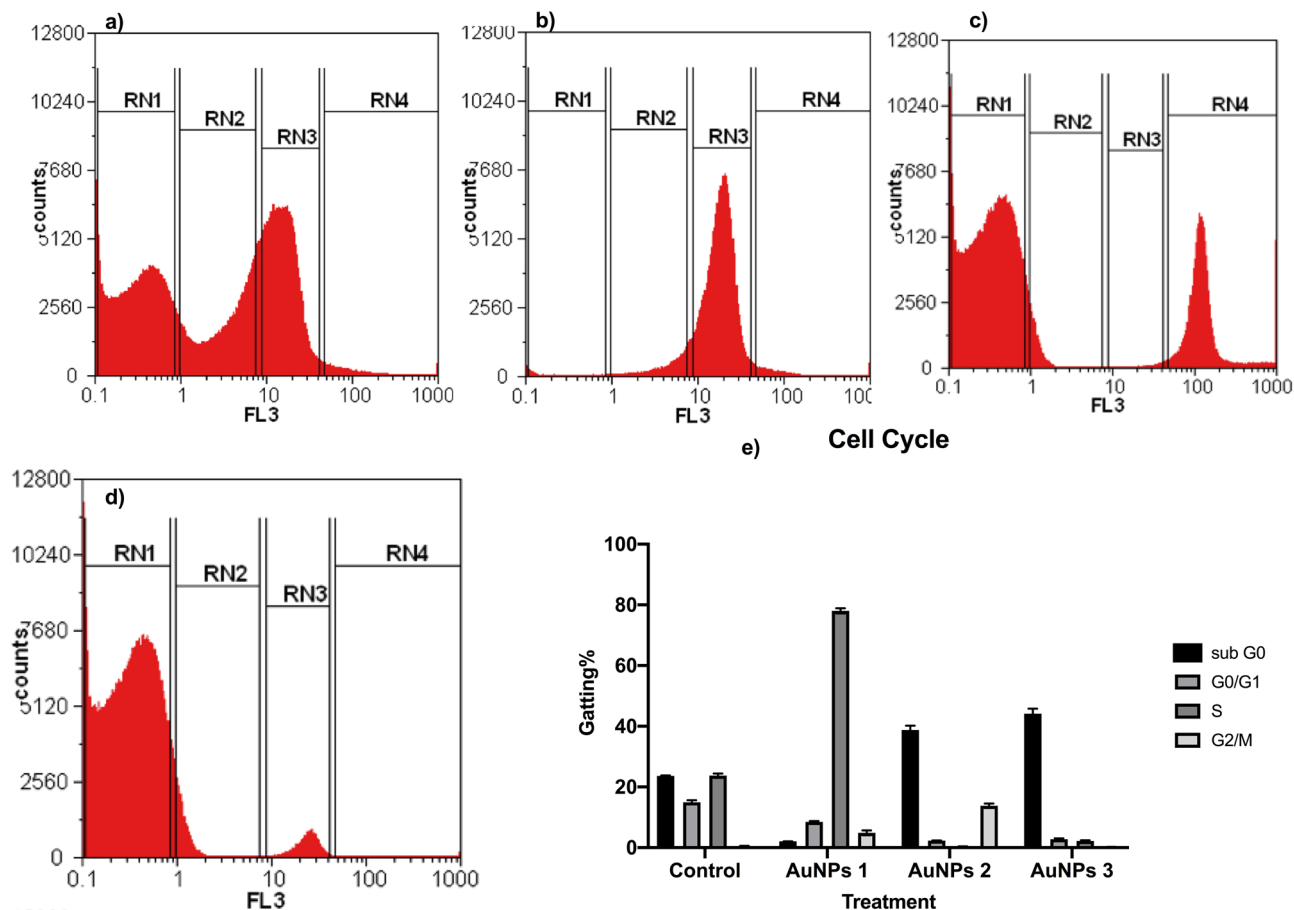 a)
12800
10240
7680
5120
2560
0
counts
RN1
RN2
RN3
RN4
0.1 1 10 100 1000
FL3
b)
12800
10240
7680
5120
2560
0
counts
RN1
RN2
RN3
RN4
0.1 1 10 100
FL3
c)
12800
10240
7680
5120
2560
0
counts
RN1
RN2
RN3
RN4
0.1 1 10 100 1000
FL3
d)
12800
10240
7680
5120
2560
0
counts
RN1
RN2
RN3
RN4
0.1 1 10 100 1000
FL3
e)
Cell Cycle
100
80
60
40
20
0
Gatting%
Control AuNPs 1 AuNPs 2 AuNPs 3
Treatment
sub G0
G0/G1
S
G2/M